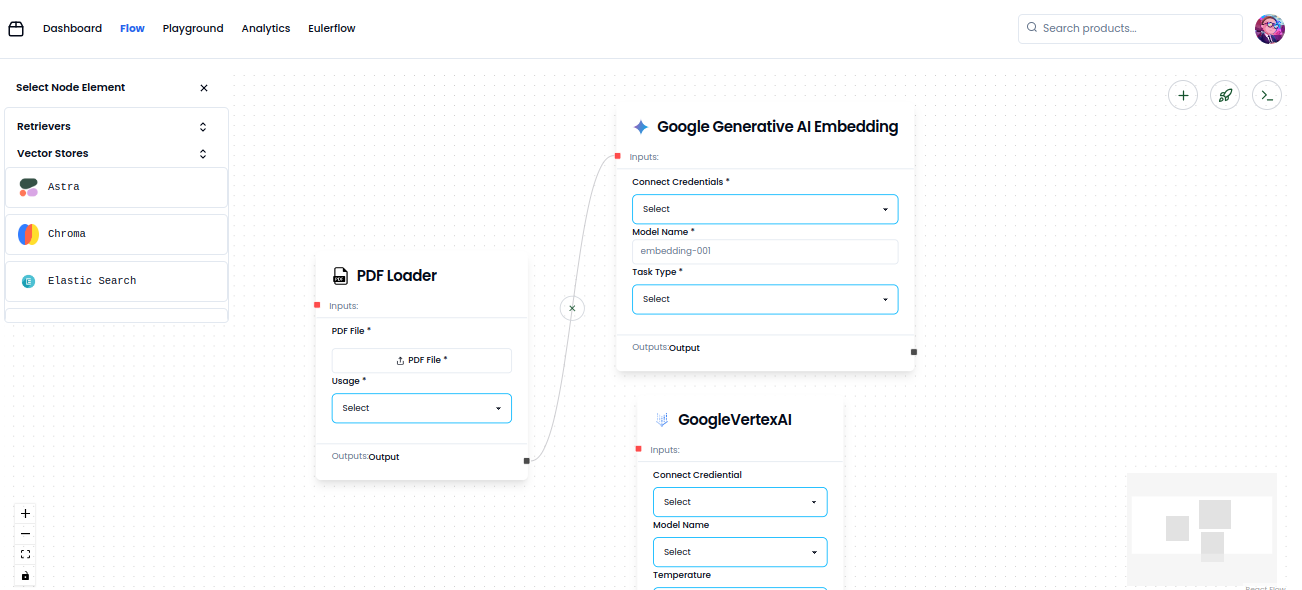 Dashboard Flow Playground Analytics Eulerflow
Search products...
Select Node Element
Retrievers
Vector Stores
Astra
Chroma
Elastic Search
PDF Loader
Inputs:
PDF File *
PDF File *
Usage *
Select
Outputs:Output
Google Generative AI Embedding
Inputs:
Connect Credentials *
Select
Model Name *
embedding-001
Task Type *
Select
Outputs:Output
GoogleVertexAI
Inputs:
Connect Crediential
Select
Model Name
Select
Temperature
React Flow